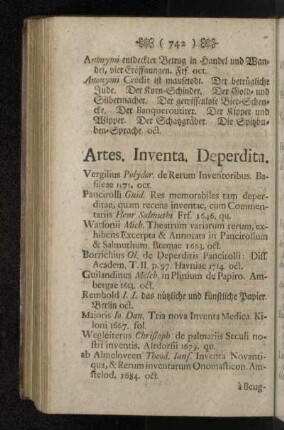 ( 742 )
Anonymi entdeckter Betrug in Handel und Wan-
del, vier Eröffnungen. Frf. oct.
Anonymi Credit ist mausetodt. Der betrügliche
Jude. Der Korn-Schinder. Der Gold- und
Silbermacher. Der gewissenlose Bier-Schen-
cke. Der Banqueroutirer. Der Kipper und
Wipper. Der Schatzgräber. Die Spitzbu-
ben-Sprache oct.
Artes, Inventa, Deperdita.
Vergilius Polydor. de Rerum Inventoribus. Ba-
sileae 1171. oct.
Pancirolli Guid. Res memorabiles tam deper-
ditae, quam recens inventae, cum Commen-
tariis Henr Salmuthi Frf. 1646. qu.
Watsonii Mich. Theatrum variarum rerum, ex-
hibens Excerpta & Annotata in Pancirollum
& Salmuthum. Bremae 1663. oct.
Borrichius Ol. de Deperditis Pancirolli: Diss.
Academ. T. II. p. 97. Havniae 1714. oct.
Guilandinus Melch. in Plinium de Papiro. Am-
bergae 1613. oct.
Rembold I. I. das nützliche und künstliche Papier
Berlin oct.
Majoris Io. Dan. Tria nova Inventa Medica Ki-
loni 1667. fol.
Wegleiterus Christoph. de palmariis Seculi no-
stri inventis. Altdorfii 1679. qu.
ab Almeloveen Theod. Ians. Inventa Novanti-
qua, & Rerum inventarum Onomasticon. Am-
stelod. 1684. oct.
à Beug-